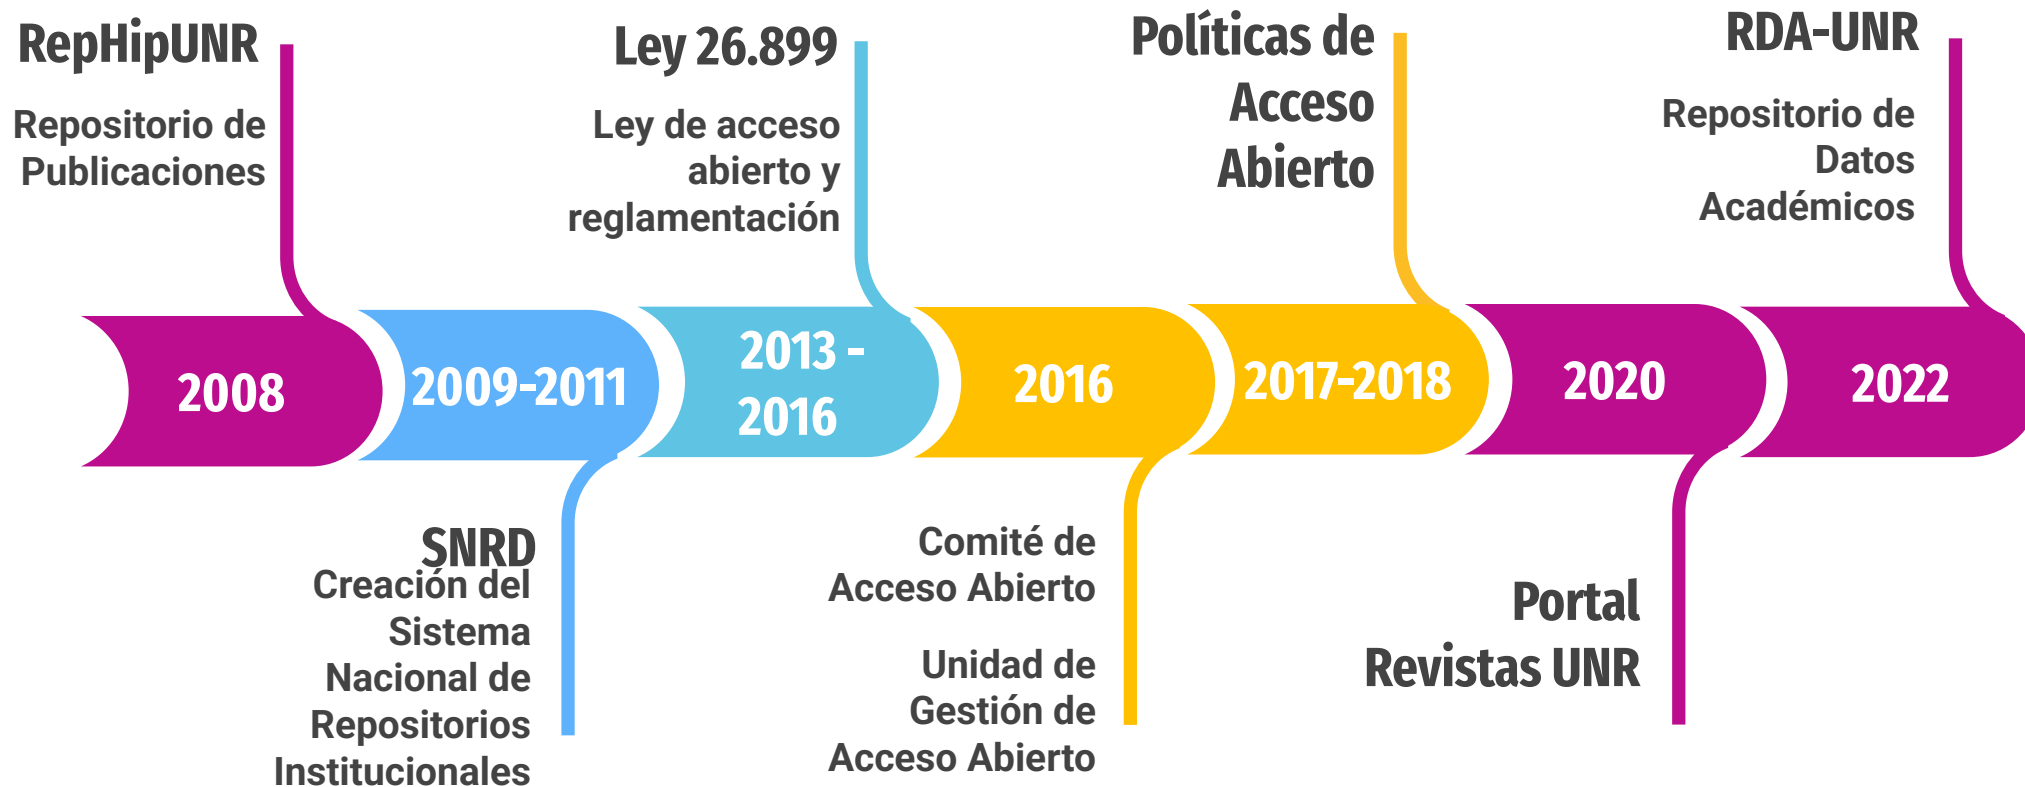 RepHipUNR
Repositorio de
Publicaciones
Ley 26.899
Ley de acceso
abierto y
reglamentación
Políticas de
Acceso
Abierto
RDA-UNR
Repositorio de
Datos
Académicos
2008
2009-2011
2013 -
2016
2016
2017-2018
2020
2022
SNRD
Creación del
Sistema
Nacional de
Repositorios
Institucionales
Comité de
Acceso Abierto
Unidad de
Gestión de
Acceso Abierto
Portal
Revistas UNR